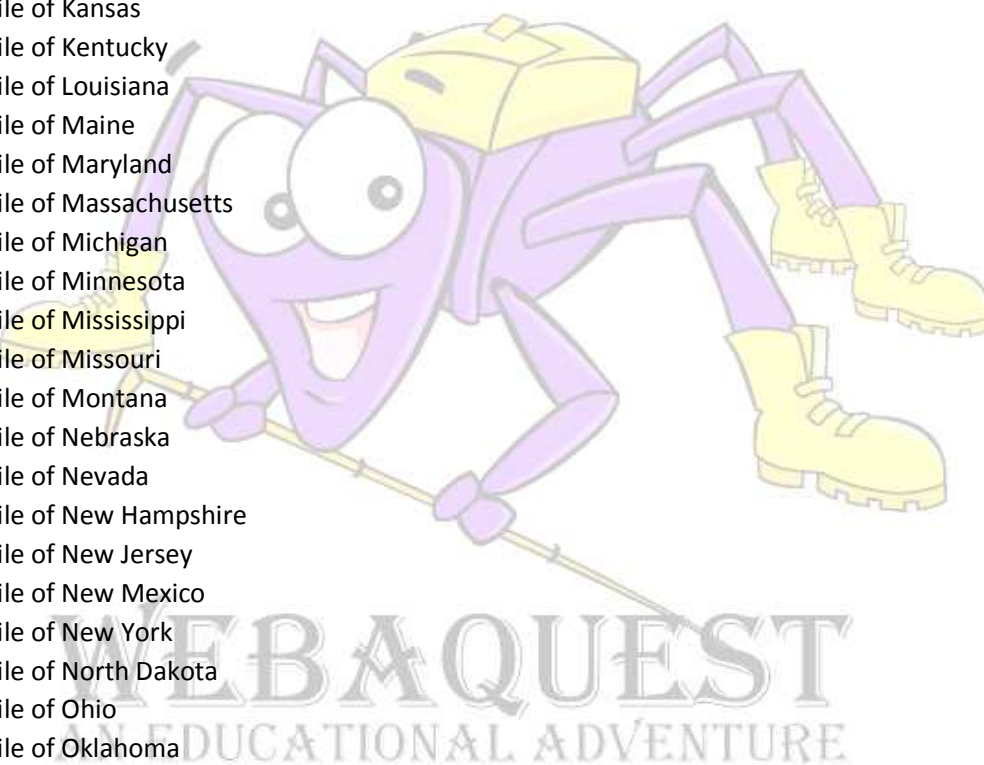 ile of Kansas
ile of Kentucky
ile of Louisiana
ile of Maine
ile of Maryland
ile of Massachusetts
ile of Michigan
ile of Minnesota
ile of Mississippi
ile of Missouri
ile of Montana
ile of Nebraska
ile of Nevada
ile of New Hampshire
ile of New Jersey
ile of New Mexico
ile of New York
ile of North Dakota
ile of Ohio
ile of Oklahoma
WEBAQUEST
AN EDUCATIONAL ADVENTURE